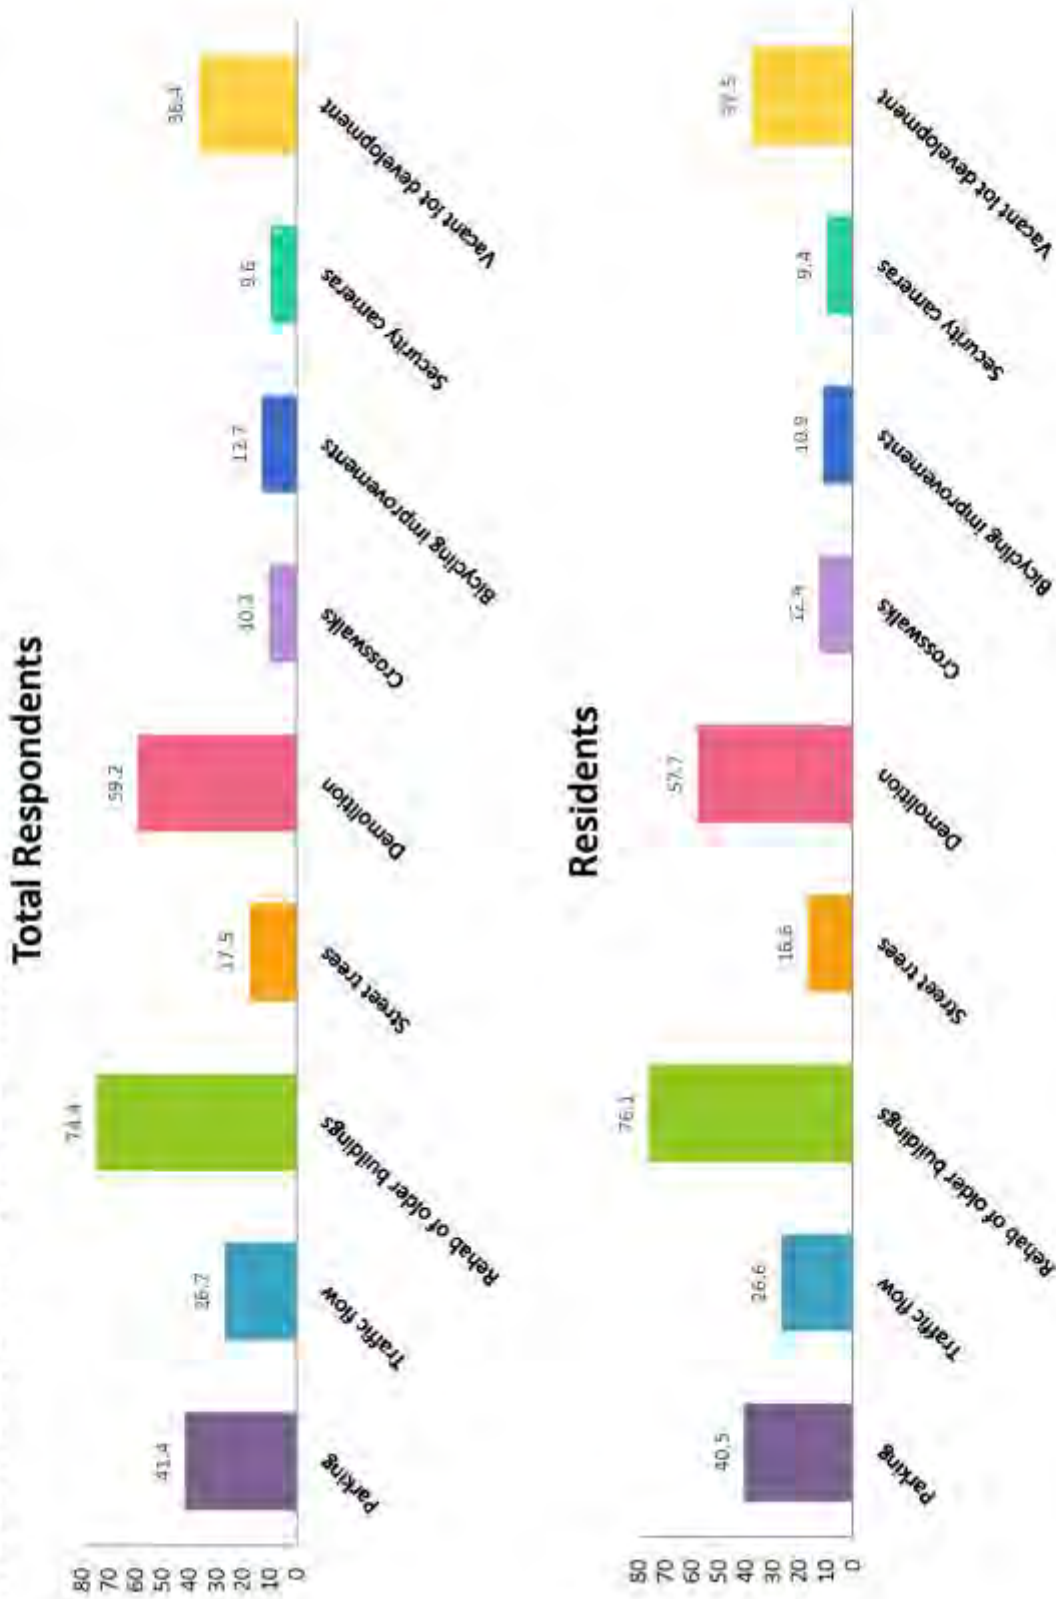 Total Respondents
80
70
60
50
40
30
20
10
0
41.4
26.7
74.4
17.5
59.2
10.3
12.7
9.6
36.4
Parking
Traffic flow
Rehab of older buildings
Street trees
Demolition
Crosswalks
Bicycling improvements
Security cameras
Vacant lot development
Residents
80
70
60
50
40
30
20
10
0
40.5
26.6
76.1
16.6
57.7
12.4
10.9
9.4
37.5
Parking
Traffic flow
Rehab of older buildings
Street trees
Demolition
Crosswalks
Bicycling improvements
Security cameras
Vacant lot development